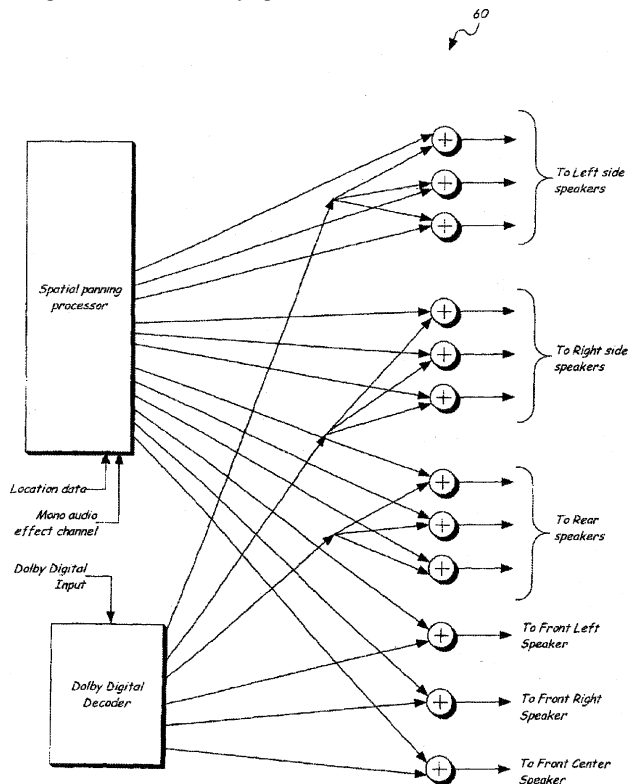 60
To Left side
speakers
Spatial panning
processor
To Right side
speakers
Location data
Mono audio
effect channel
To Rear
speakers
Dolby Digital
Input
To Front Left
Speaker
Dolby Digital
Decoder
To Front Right
Speaker
To Front Center
Speaker